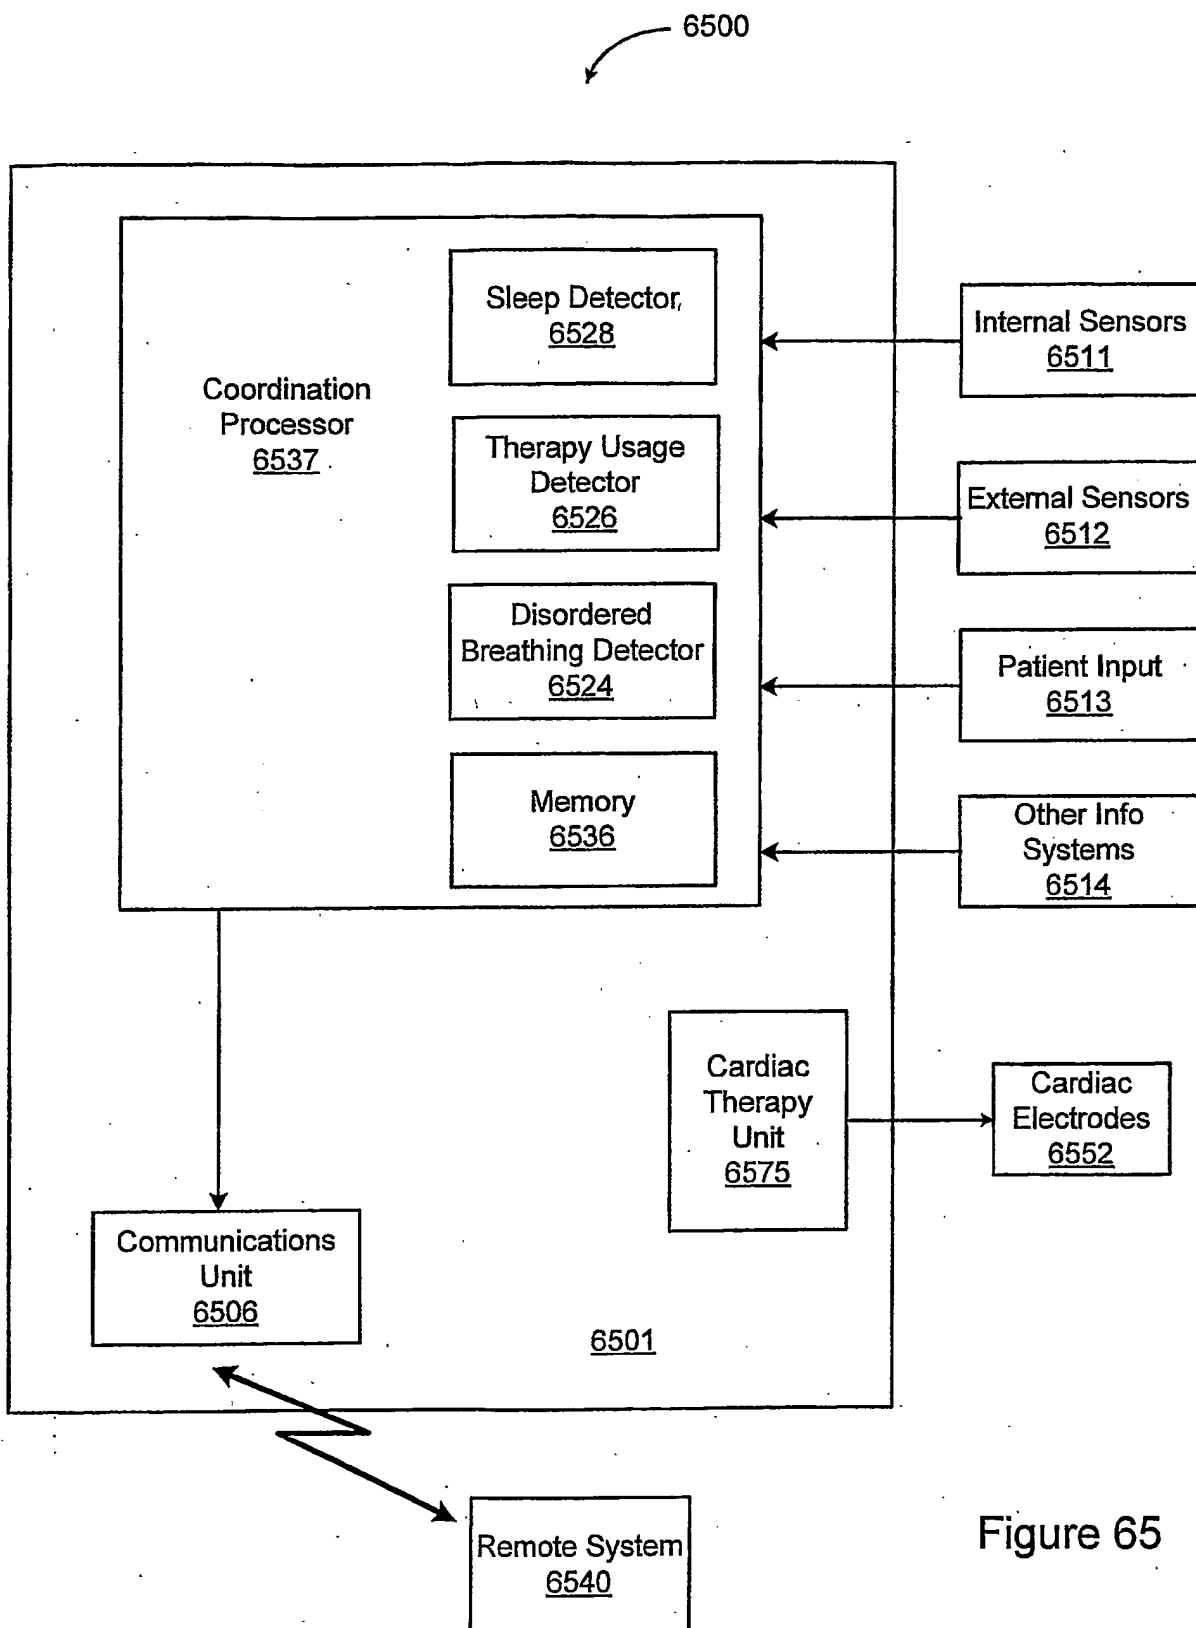 6500
Sleep Detector
6528
Coordination
Processor
6537
Therapy Usage
Detector
6526
Disordered
Breathing Detector
6524
Memory
6536
Internal Sensors
6511
External Sensors
6512
Patient Input
6513
Other Info
Systems
6514
Cardiac
Therapy
Unit
6575
Cardiac
Electrodes
6552
Communications
Unit
6506
6501
Remote System
6540
Figure 65